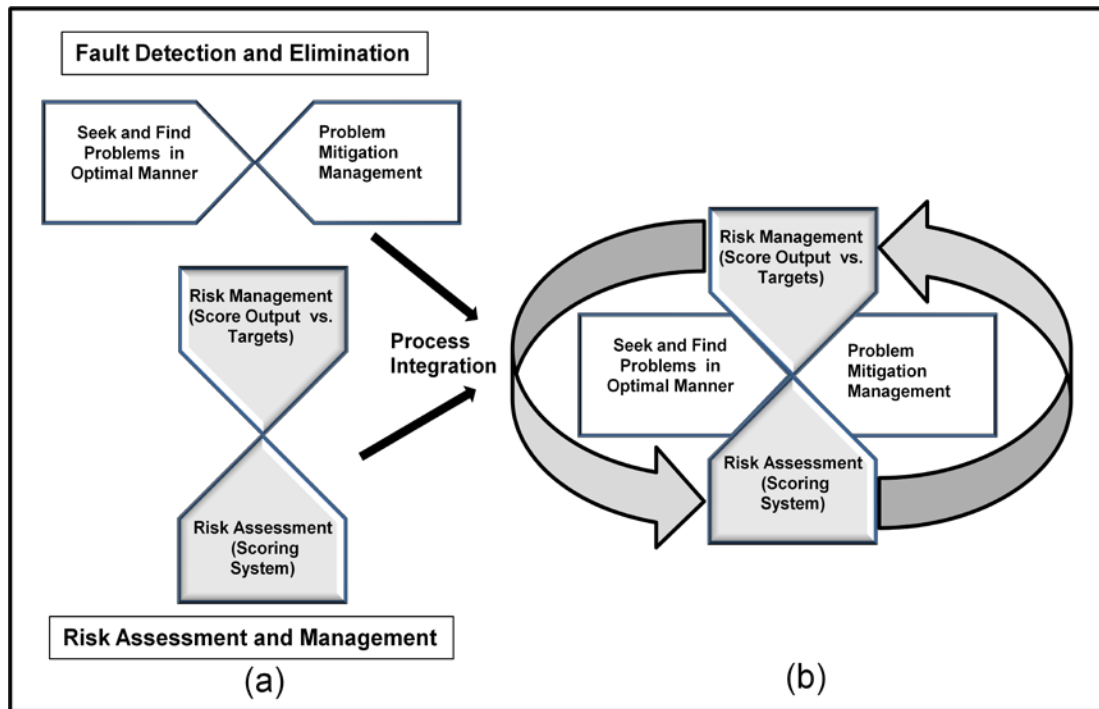 Fault Detection and Elimination
Seek and Find
Problems in
Optimal Manner
Problem
Mitigation
Management
Risk Management
(Score Output vs.
Targets)
Process
Integration
Risk Assessment
(Scoring
System)
Risk Assessment and Management
(a)
Risk Management
(Score Output vs.
Targets)
Seek and Find
Problems in
Optimal Manner
Problem
Mitigation
Management
Risk Assessment
(Scoring
System)
(b)